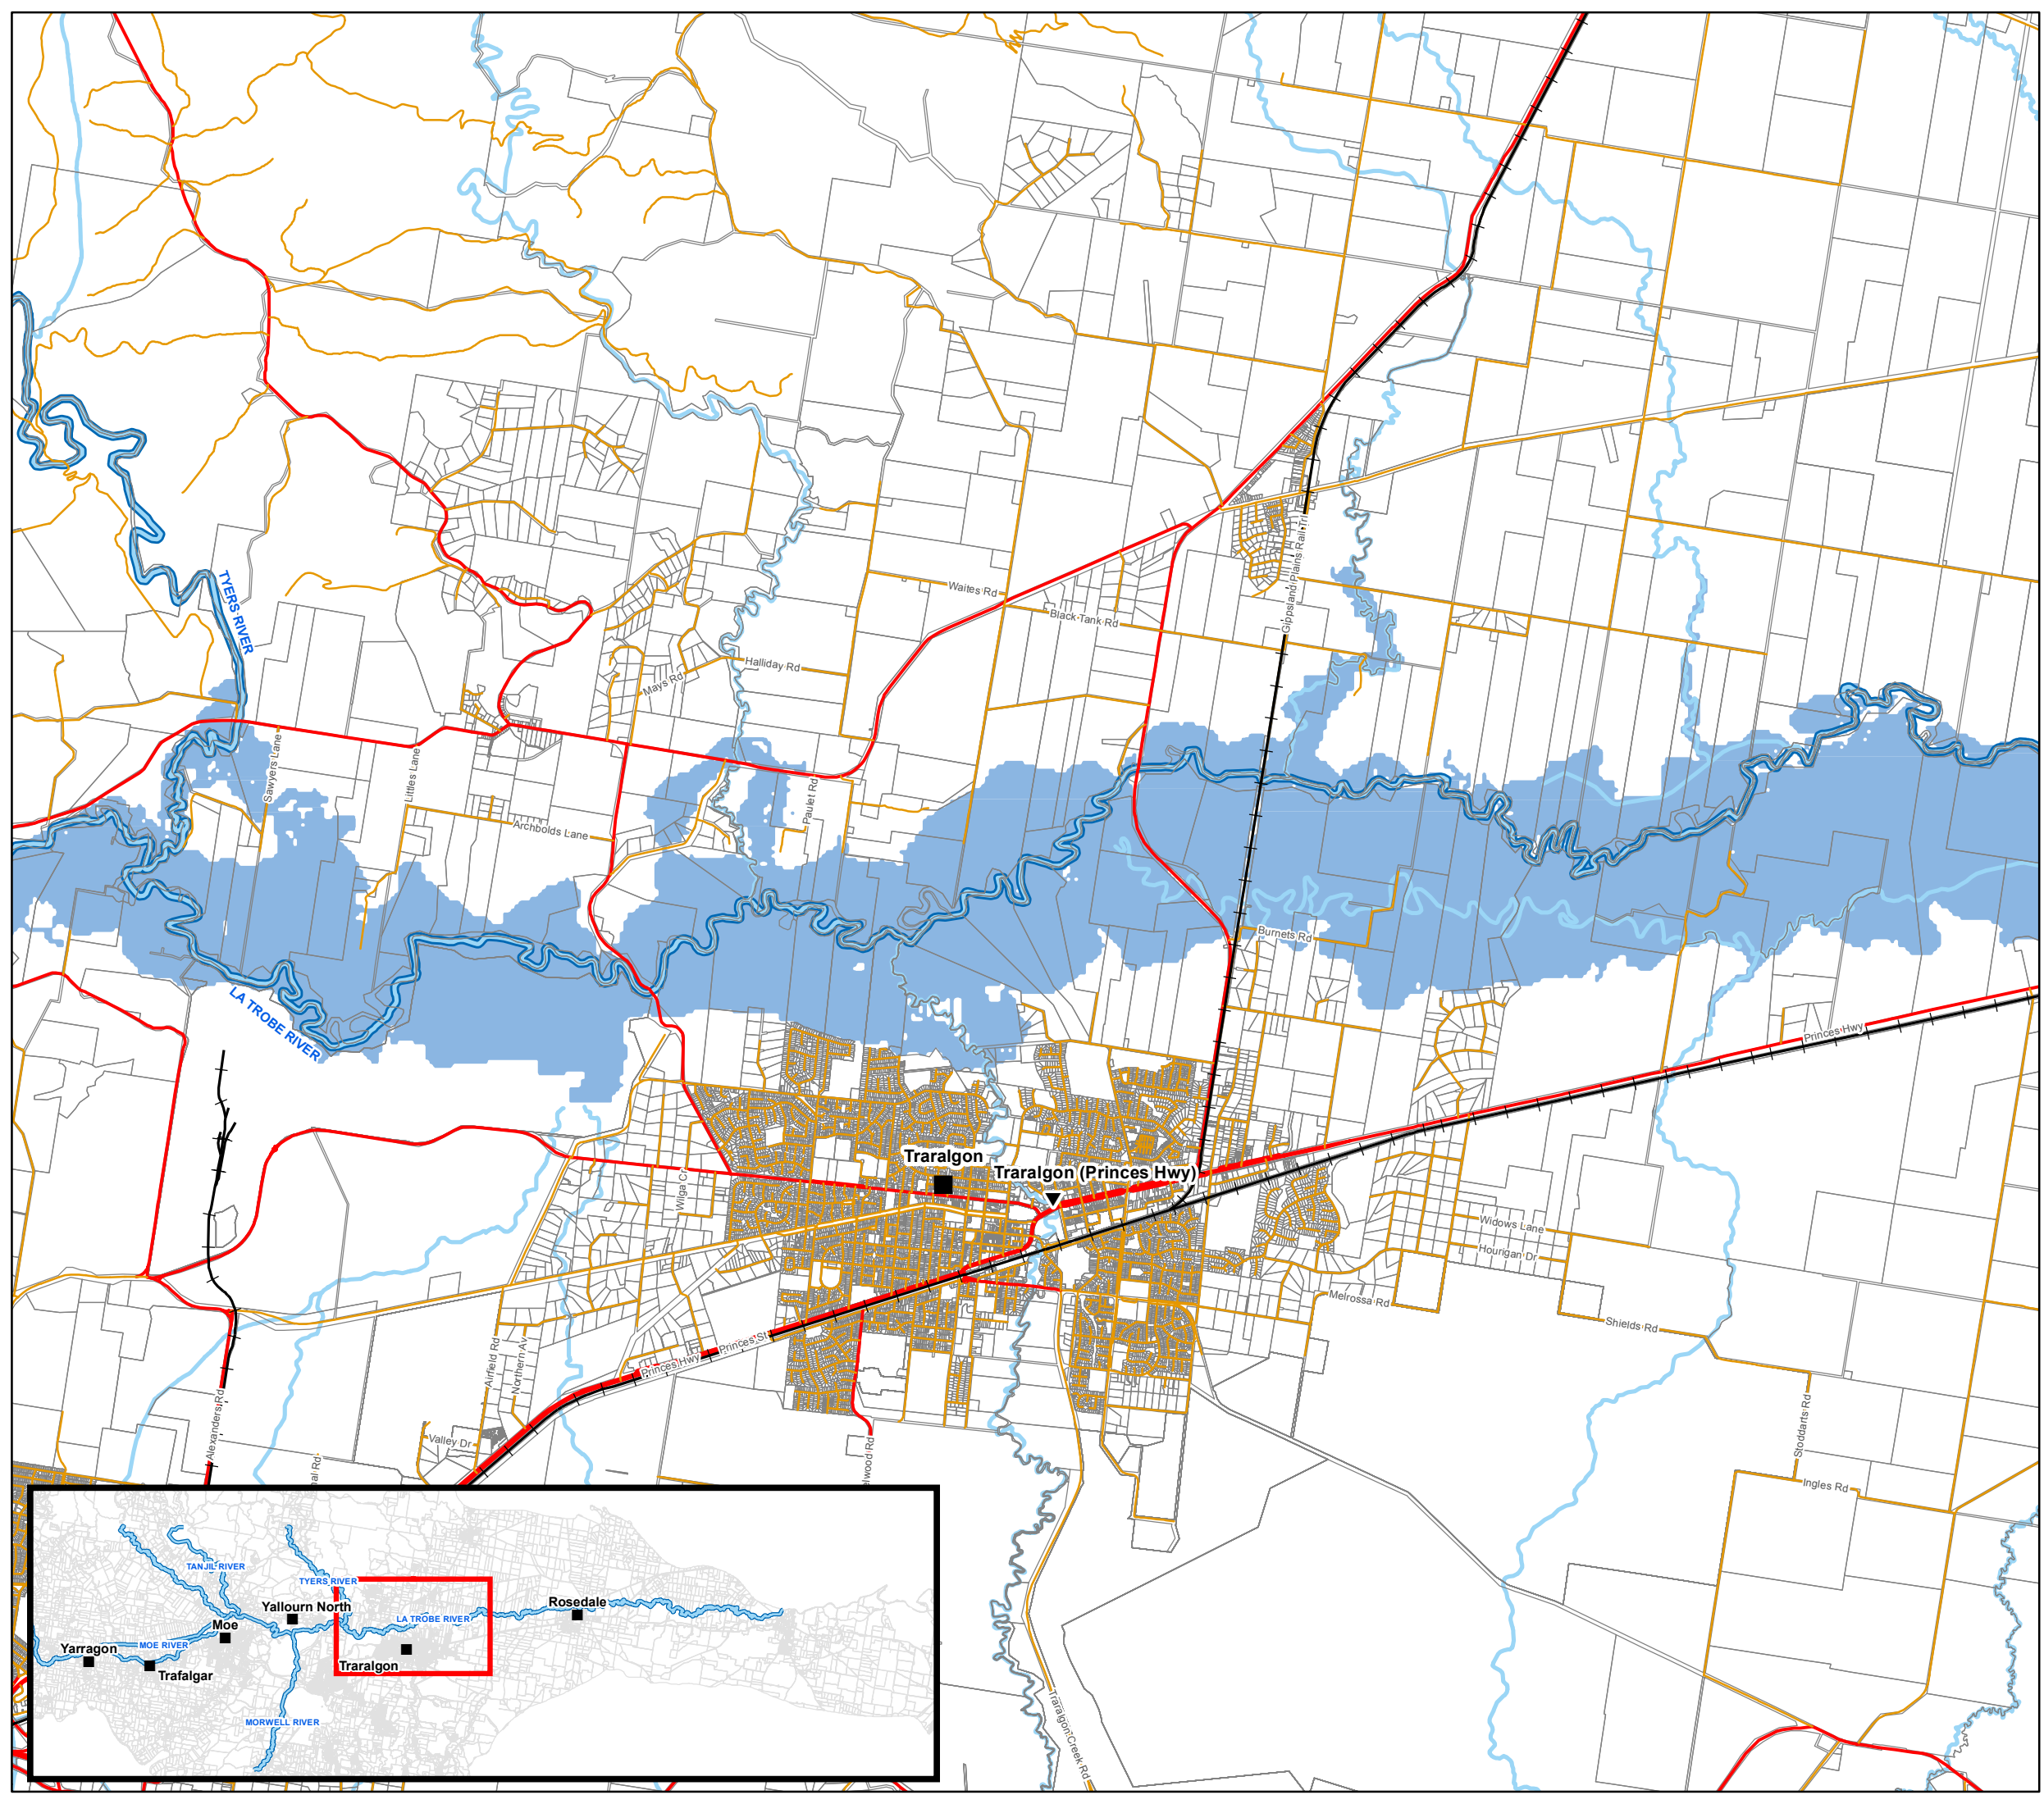 TYERS RIVER
Gippsland Plains Rail Trl
Waites Rd
Black Tank Rd
Halliday Rd
Mays Rd
Sawyers Lane
Littles Lane
Paulet Rd
Archbolds Lane
Burnets Rd
LA TROBE RIVER
Princes Hwy
Traralgon
Traralgon (Princes Hwy)
Wilga Cr
Widows Lane
Hourigan Dr
Melrossa Rd
Shields Rd
Airfield Rd
Northern Av
Princes Hwy
Princes St
Alexanders Rd
Valley Dr
Stoddarts Rd
Ingles Rd
Traralgon Creek Rd
TANJIL RIVER
TYERS RIVER
Yallourn North
Rosedale
LA TROBE RIVER
Moe
Yarragon
MOE RIVER
Trafalgar
Traralgon
MORWELL RIVER